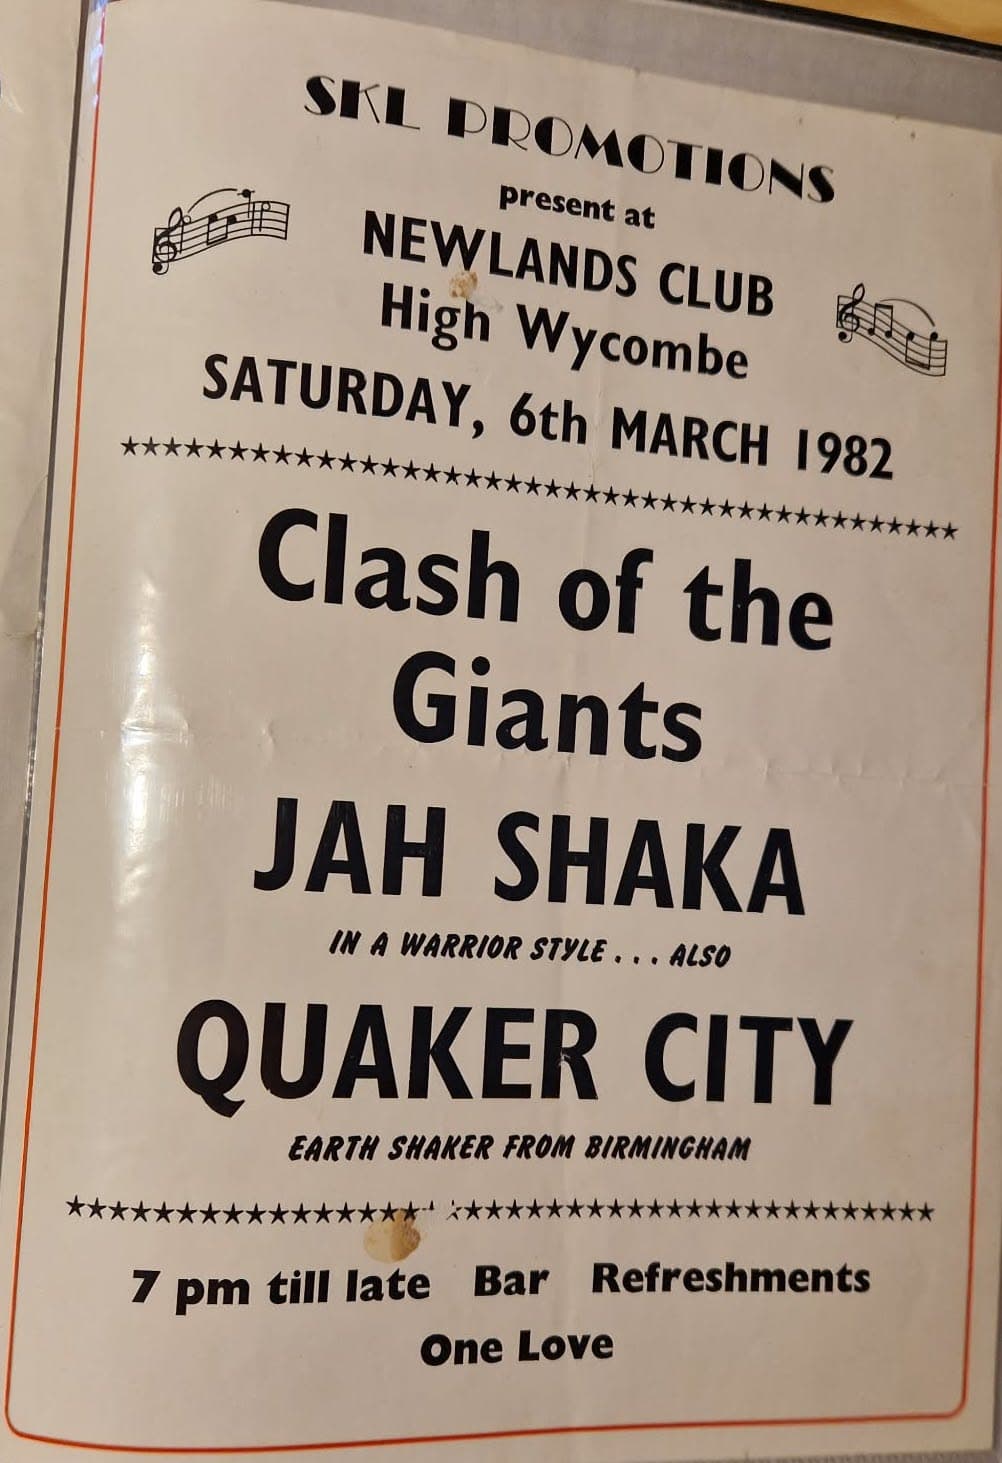 SKL PROMOTIONS
present at
NEWLANDS CLUB
High Wycombe
SATURDAY, 6th MARCH 1982
Clash of the
Giants
JAH SHAKA
IN A WARRIOR STYLE . . . ALSO
QUAKER CITY
EARTH SHAKER FROM BIRMINGHAM
7 pm till late Bar Refreshments
One Love